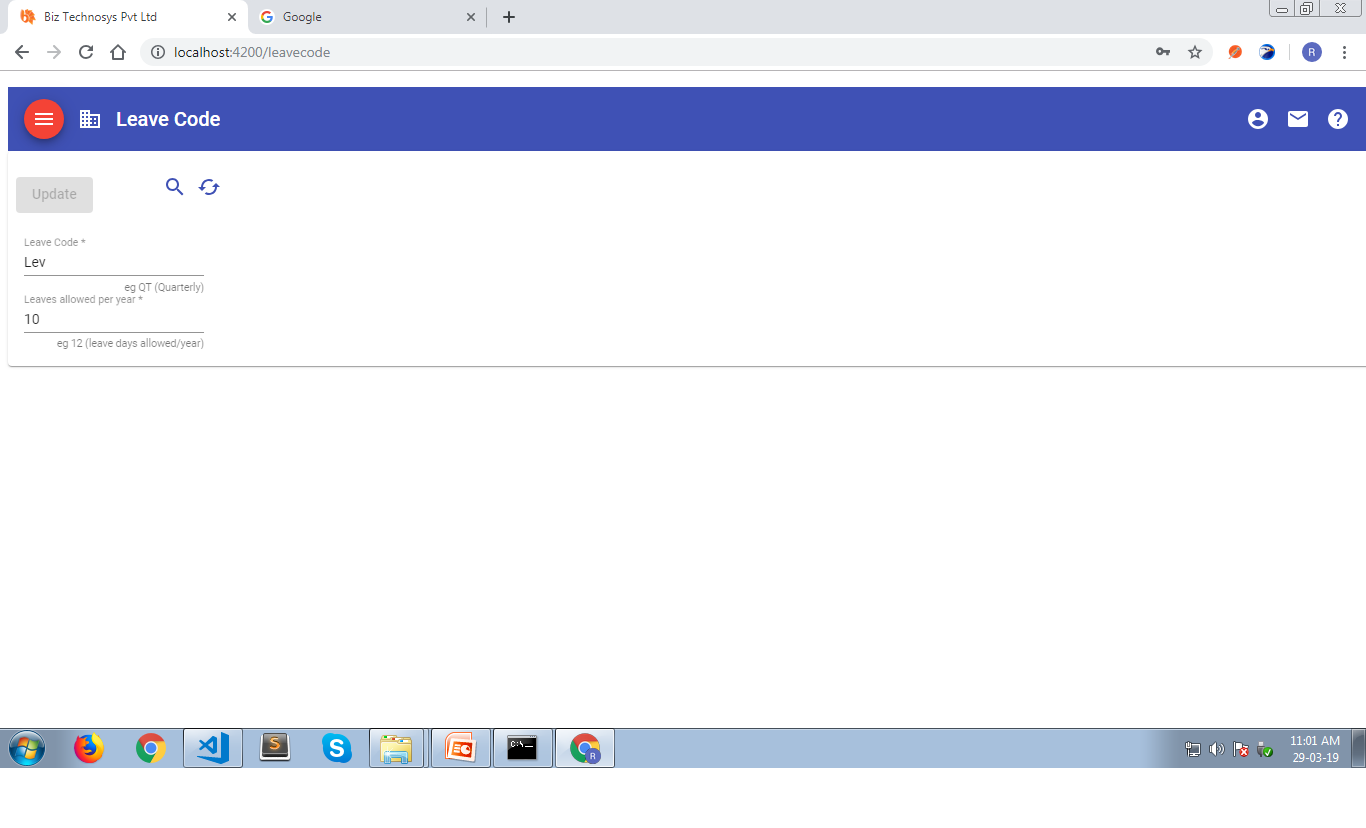 Biz Technosys Pvt Ltd
Google
localhost:4200/leavecode
R
Leave Code
Update
Leave Code *
Lev
eg QT (Quarterly)
Leaves allowed per year *
10
eg 12 (leave days allowed/year)
S
S
C:\
R
11:01 AM
29-03-19